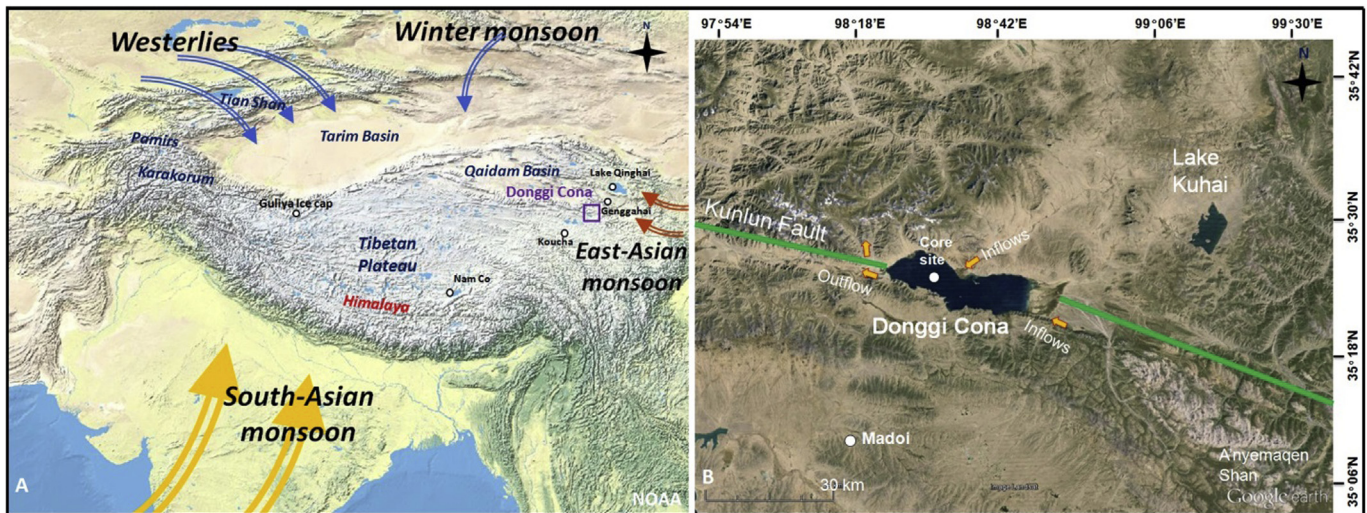 Westerlies
Winter monsoon
N
Tian Shan
Tarim Basin
Pamirs
Karakorum
Qaidam Basin
Lake Qinghai
Donggi Cona
Guliya Ice cap
Genggahai
Koucha
Tibetan
Plateau
East-Asian
monsoon
Nam Co
Himalaya
South-Asian
monsoon
A
NOAA
97°54'E
98°18'E
98°42'E
99°06'E
99°30'E
N
35°42'N
Lake
Kuhai
35°30'N
Kunlun Fault
Core
site
Inflows
Outflow
Donggi Cona
Inflows
35°18'N
Madoi
A'nyemaqen
Shan
B
30 km
Image Landsat
Google earth
35°06'N